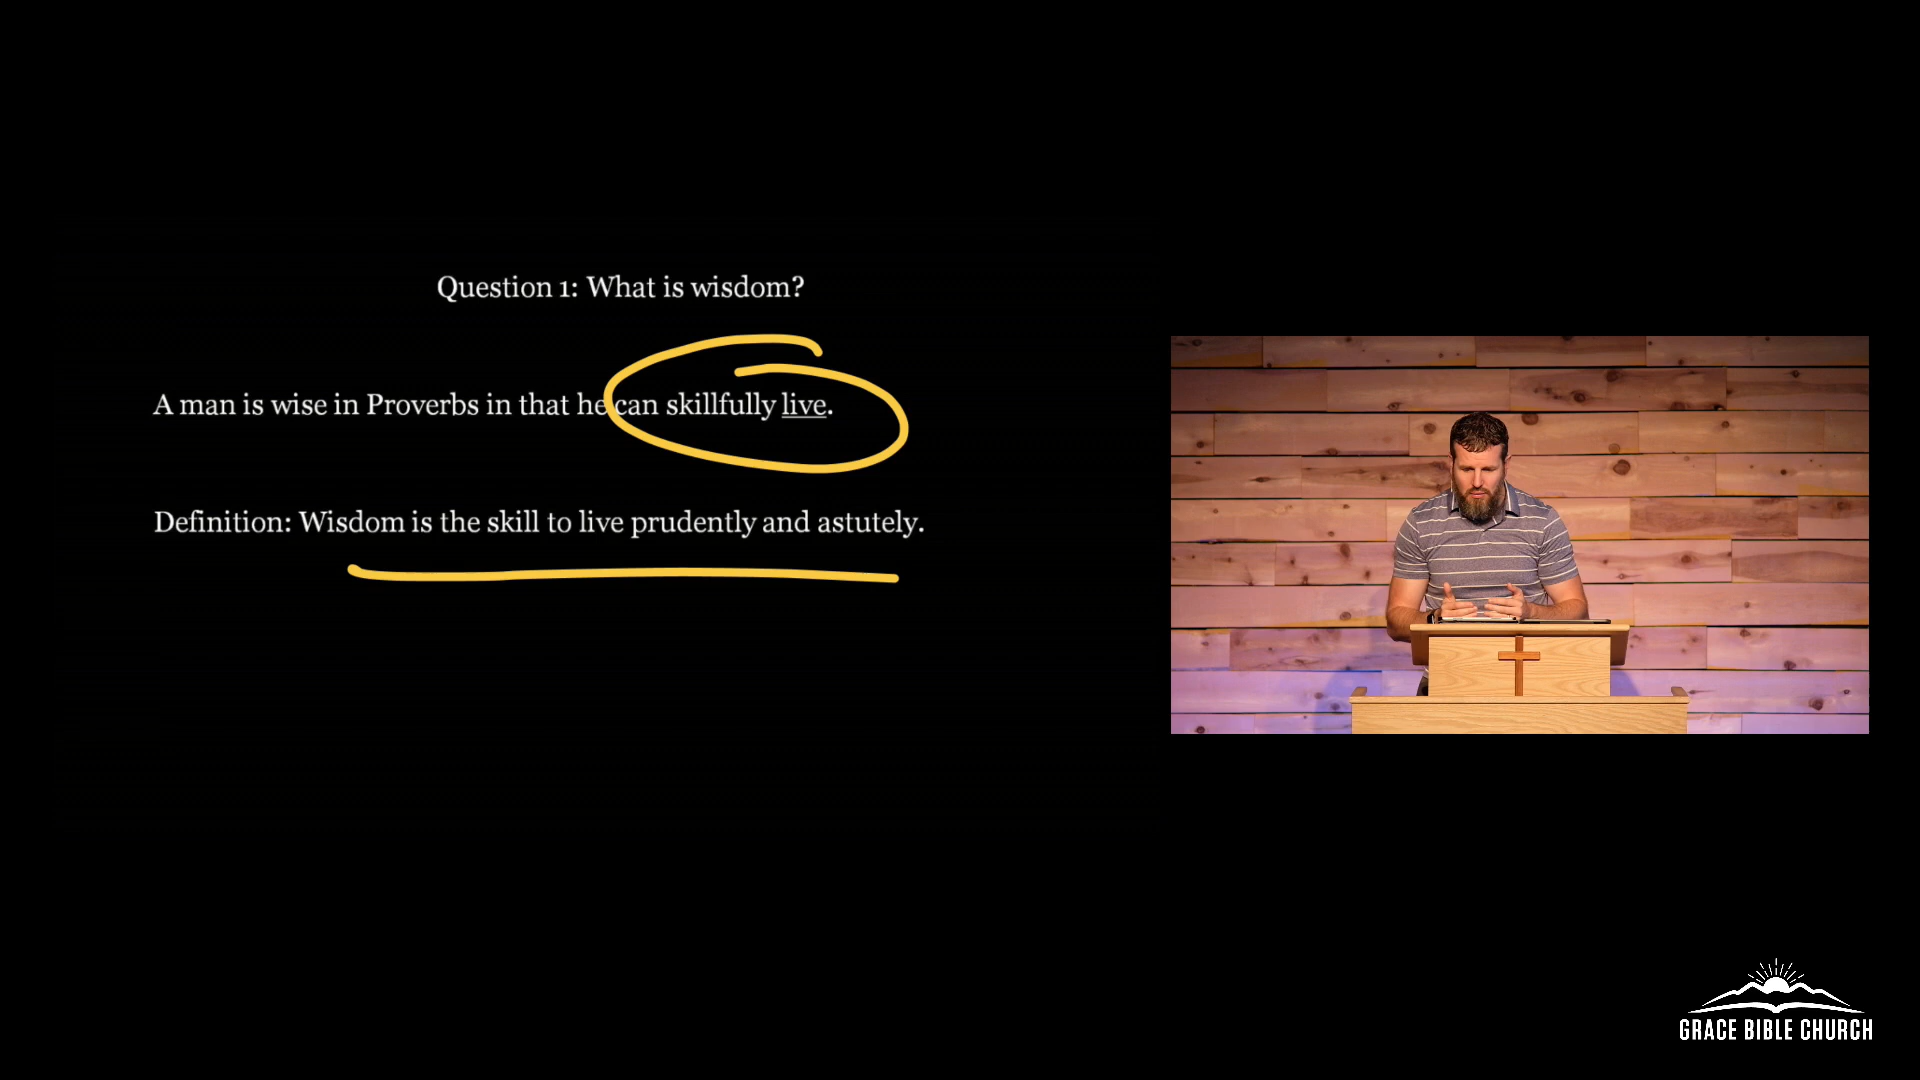 Question 1: What is wisdom?
A man is wise in Proverbs in that he can skillfully live.
Definition: Wisdom is the skill to live prudently and astutely.
GRACE BIBLE CHURCH